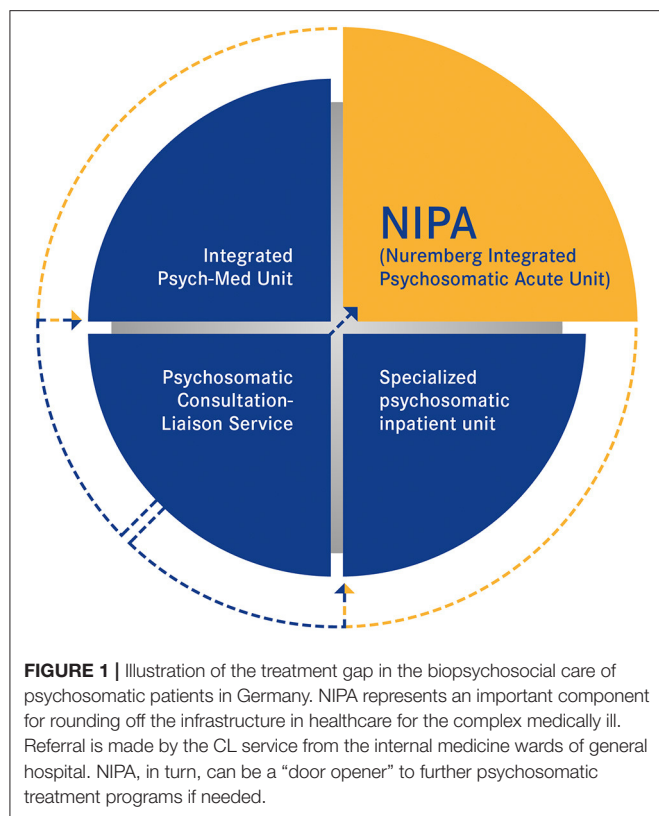 Integrated
Psych-Med Unit
NIPA
(Nuremberg Integrated
Psychosomatic Acute Unit)
Psychosomatic
Consultation-
Liaison Service
Specialized
psychosomatic
inpatient unit
FIGURE 1 | Illustration of the treatment gap in the biopsychosocial care of
psychosomatic patients in Germany. NIPA represents an important component
for rounding off the infrastructure in healthcare for the complex medically ill.
Referral is made by the CL service from the internal medicine wards of general
hospital. NIPA, in turn, can be a “door opener” to further psychosomatic
treatment programs if needed.